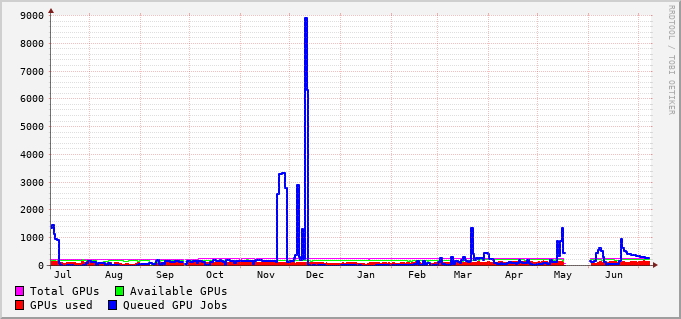 9000
8000
7000
6000
5000
4000
3000
2000
1000
0
Jul Aug Sep Oct Nov Dec Jan Feb Mar Apr May Jun
Total GPUs Available GPUs
GPUs used Queued GPU Jobs
RRDTOOL / TOBI OETIKER